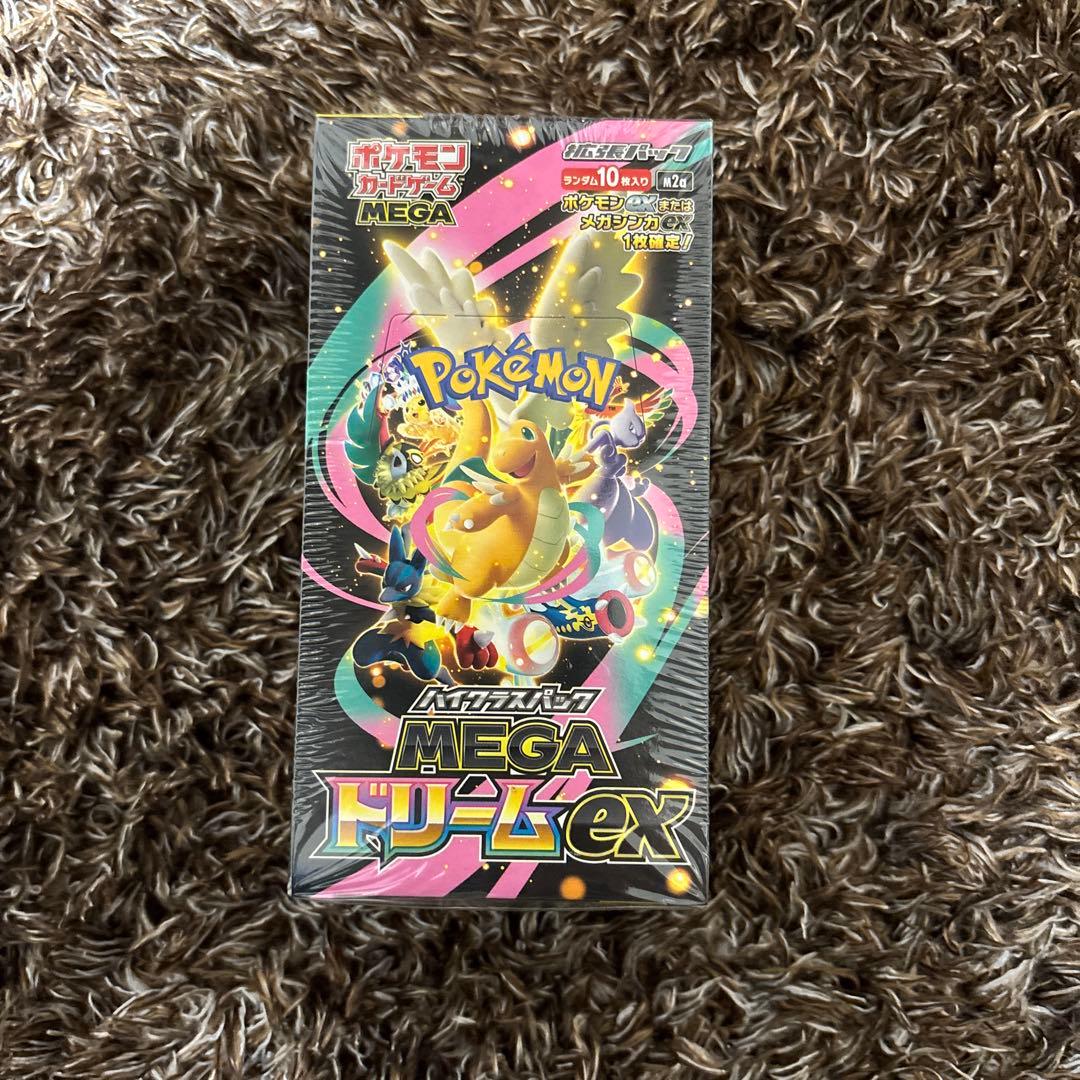 ポケモン
カードゲーム
MEGA
拡張パック
ランダム10枚入り M2a
ポケモンexまたは
メガシンカex
1枚確定!
POKéMON
TM
ハイクラスパック
MEGA
ドリームex